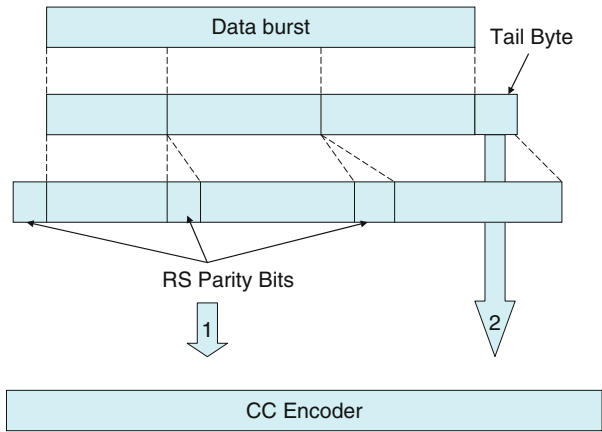 Data burst
Tail Byte
RS Parity Bits
1
2
CC Encoder